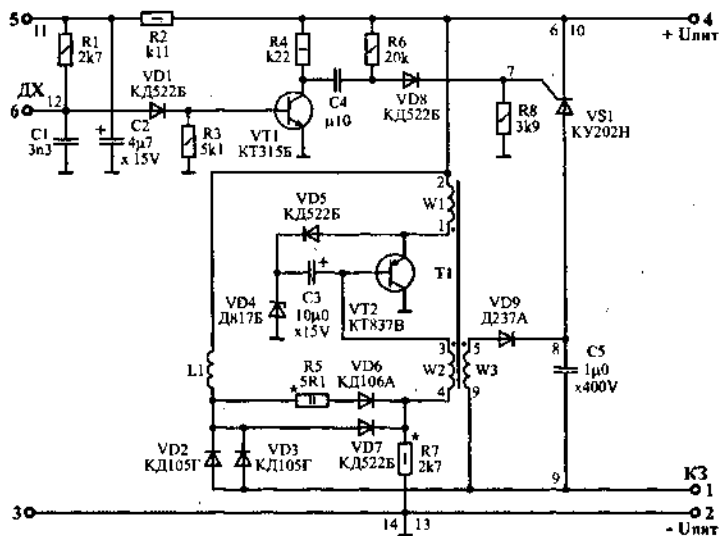 5
11
R2
k11
6 10
4
+ Uпит
R1
2k7
R4
k22
R6
20k
7
6
ДХ
12
VD1
КД522Б
C4
µ10
VD8
КД522Б
R8
3k9
VS1
КУ202Н
C1
3n3
+
C2
4µ7
x 15V
R3
5k1
VT1
КТ315Б
2
W1
1
VD5
КД522Б
+
C3
10µ0
x15V
VT2
КТ837В
T1
VD4
Д817Б
VD9
Д237А
8
C5
1µ0
x400V
L1
3
W2
4
5
W3
9
*
R5
5R1
VD6
КД106А
VD2
КД105Г
VD3
КД105Г
VD7
КД522Б
*
R7
2k7
9
КЗ
1
3
14
13
2
- Uпит